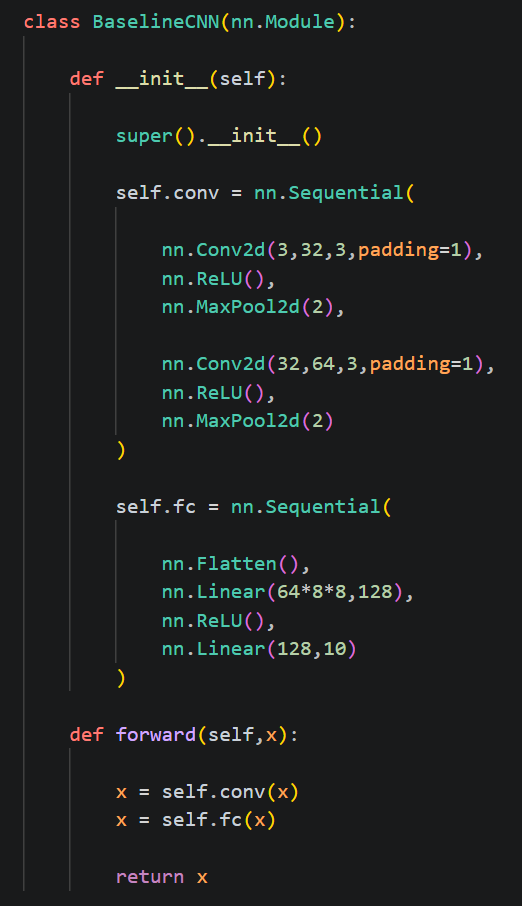 class BaselineCNN(nn.Module):
def __init__(self):
super().__init__()
self.conv = nn.Sequential(
nn.Conv2d(3,32,3,padding=1),
nn.ReLU(),
nn.MaxPool2d(2),
nn.Conv2d(32,64,3,padding=1),
nn.ReLU(),
nn.MaxPool2d(2)
)
self.fc = nn.Sequential(
nn.Flatten(),
nn.Linear(64*8*8,128),
nn.ReLU(),
nn.Linear(128,10)
)
def forward(self,x):
x = self.conv(x)
x = self.fc(x)
return x